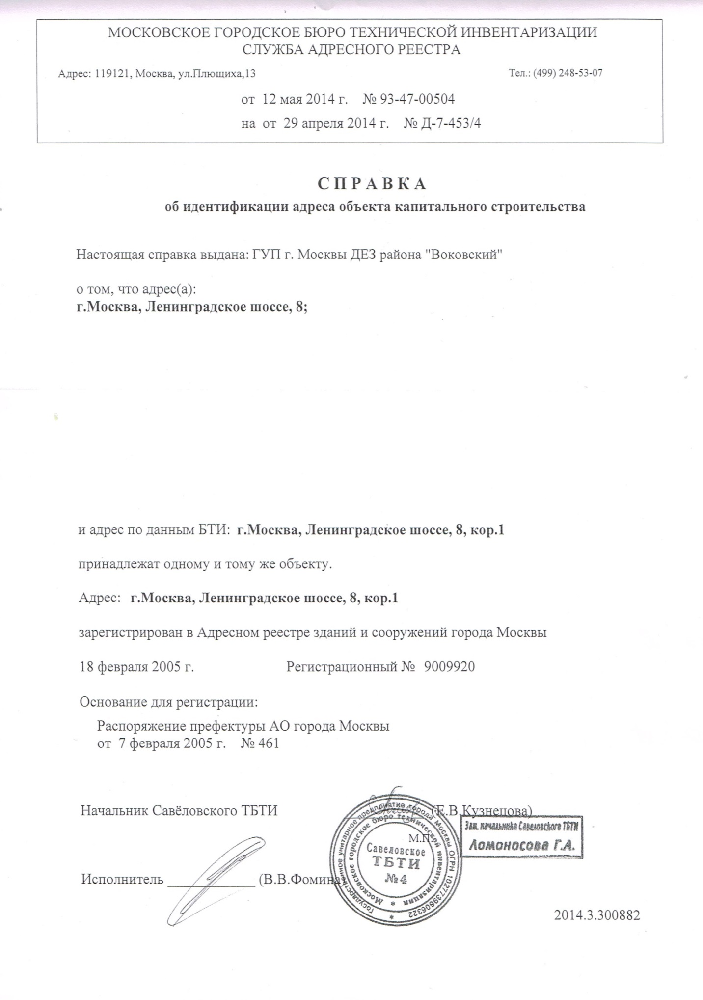 МОСКОВСКОЕ ГОРОДСКОЕ БЮРО ТЕХНИЧЕСКОЙ ИНВЕНТАРИЗАЦИИ
СЛУЖБА АДРЕСНОГО РЕЕСТРА
Адрес: 119121, Москва, ул.Плющиха,13
Тел.: (499) 248-53-07
от 12 мая 2014 г. № 93-47-00504
на от 29 апреля 2014 г. № Д-7-453/4
СПРАВКА
об идентификации адреса объекта капитального строительства
Настоящая справка выдана: ГУП г. Москвы ДЕЗ района "Воковский"
о том, что адрес(а):
г.Москва, Ленинградское шоссе, 8;
и адрес по данным БТИ: г.Москва, Ленинградское шоссе, 8, кор.1
принадлежат одному и тому же объекту.
Адрес: г.Москва, Ленинградское шоссе, 8, кор.1
зарегистрирован в Адресном реестре зданий и сооружений города Москвы
18 февраля 2005 г. Регистрационный № 9009920
Основание для регистрации:
Распоряжение префектуры АО города Москвы
от 7 февраля 2005 г. № 461
Начальник Савёловского ТБТИ (Е.В.Кузнецова)
Зам. начальника Савеловского ТБТИ
Ломоносова Г.А.
М.П.
Государственное унитарное предприятие города Москвы ОГРН 1027739606322
Московское городское бюро технической инвентаризации
Савеловское
ТБТИ
№4
Исполнитель (В.В.Фомина)
2014.3.300882